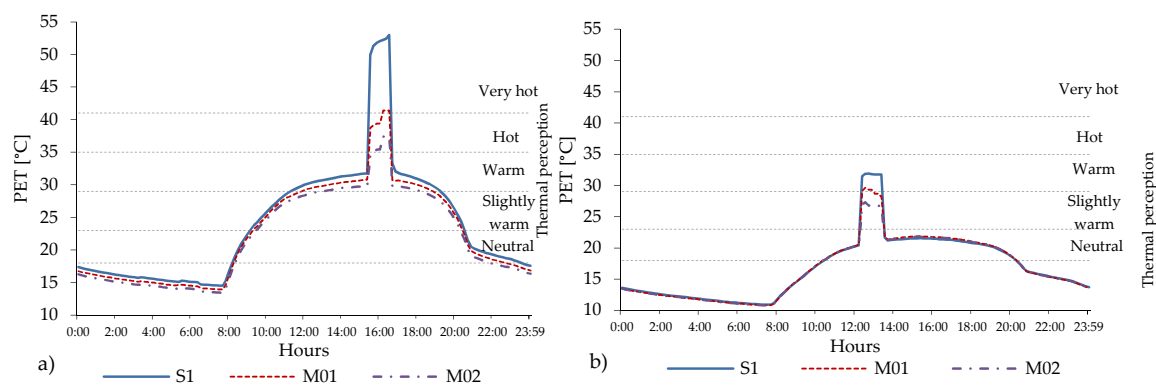 55
50
45
40
35
30
25
20
15
10
PET [°C]
Very hot
Hot
Warm
Slightly
warm
Neutral
Thermal perception
0:00 2:00 4:00 6:00 8:00 10:00 12:00 14:00 16:00 18:00 20:00 22:00 23:59
Hours
a)
S1 M01 M02
55
50
45
40
35
30
25
20
15
10
PET [°C]
Very hot
Hot
Warm
Slightly
warm
Neutral
Thermal perception
0:00 2:00 4:00 6:00 8:00 10:00 12:00 14:00 16:00 18:00 20:00 22:00 23:59
Hours
b)
S1 M01 M02